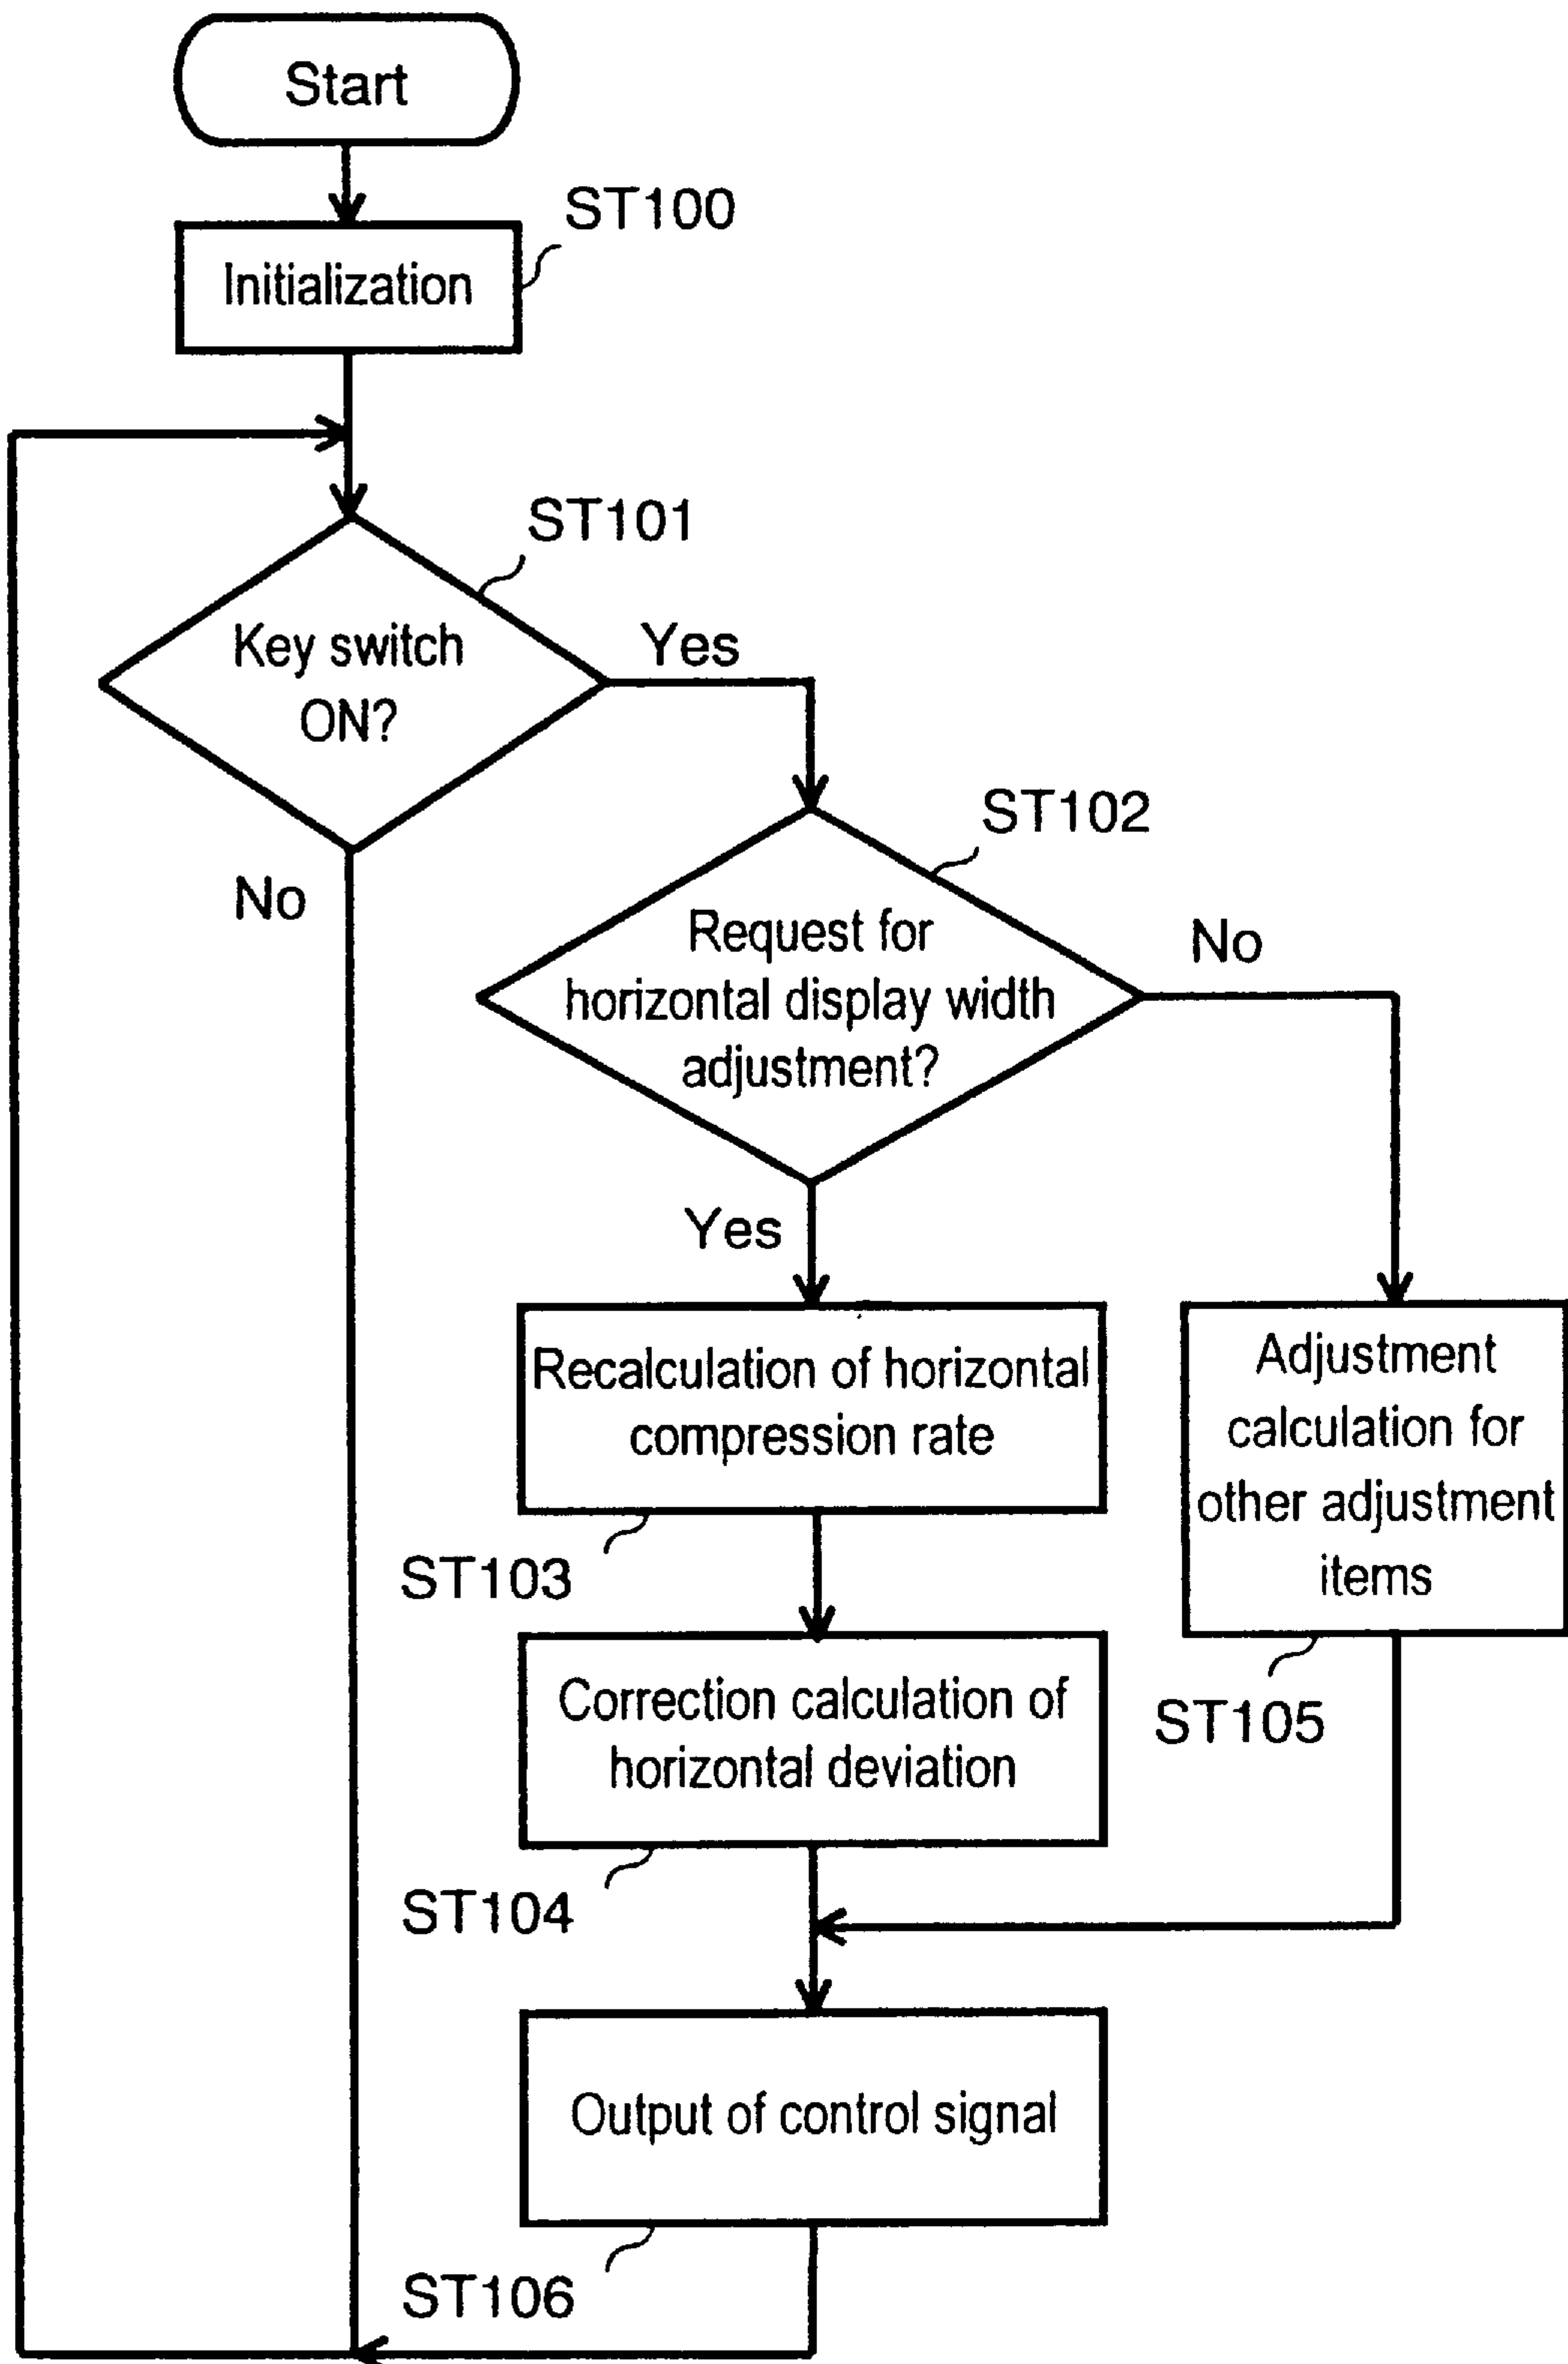 Start
ST100
Initialization
ST101
Key switch
ON?
Yes
No
ST102
Request for
horizontal display width
adjustment?
No
Yes
Recalculation of horizontal
compression rate
ST103
Adjustment
calculation for
other adjustment
items
ST105
Correction calculation of
horizontal deviation
ST104
Output of control signal
ST106